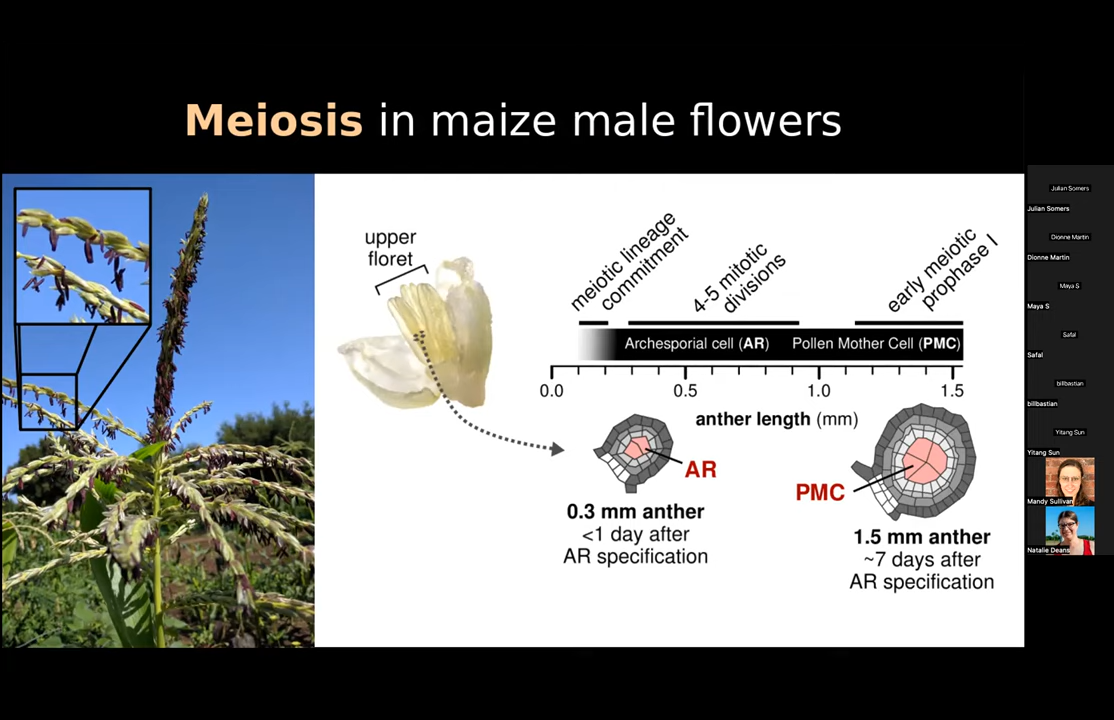 Meiosis in maize male flowers
upper
floret
meiotic lineage
commitment
4-5 mitotic
divisions
early meiotic
prophase I
Archesporial cell (AR)
Pollen Mother Cell (PMC)
0.0
0.5
1.0
1.5
anther length (mm)
AR
PMC
0.3 mm anther
<1 day after
AR specification
1.5 mm anther
~7 days after
AR specification
Julian Somers
Julian Somers
Dionne Martin
Dionne Martin
Maya S
Maya S
Safal
Safal
billbastian
billbastian
Yitang Sun
Yitang Sun
Mandy Sullivan
Natalie Deans